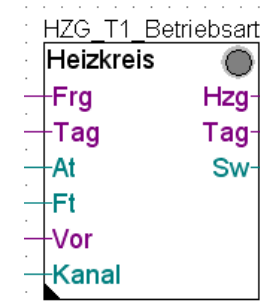 HZG_T1_Betriebsart
Heizkreis
Frg Hzg
Tag Tag
At Sw
Ft
Vor
Kanal